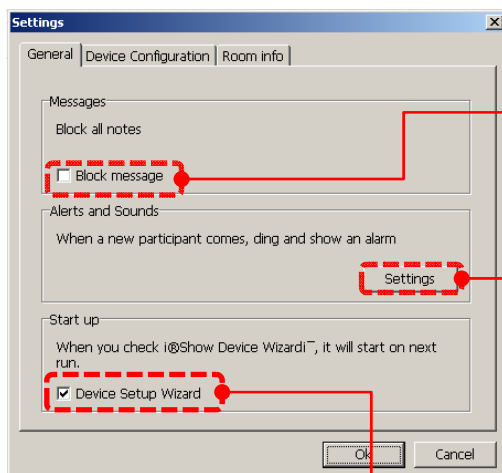 Settings
General
Device Configuration
Room info
Messages
Block all notes
Block message
Alerts and Sounds
When a new participant comes, ding and show an alarm
Settings
Start up
When you check i®Show Device Wizardi¯, it will start on next
run.
Device Setup Wizard
Ok
Cancel